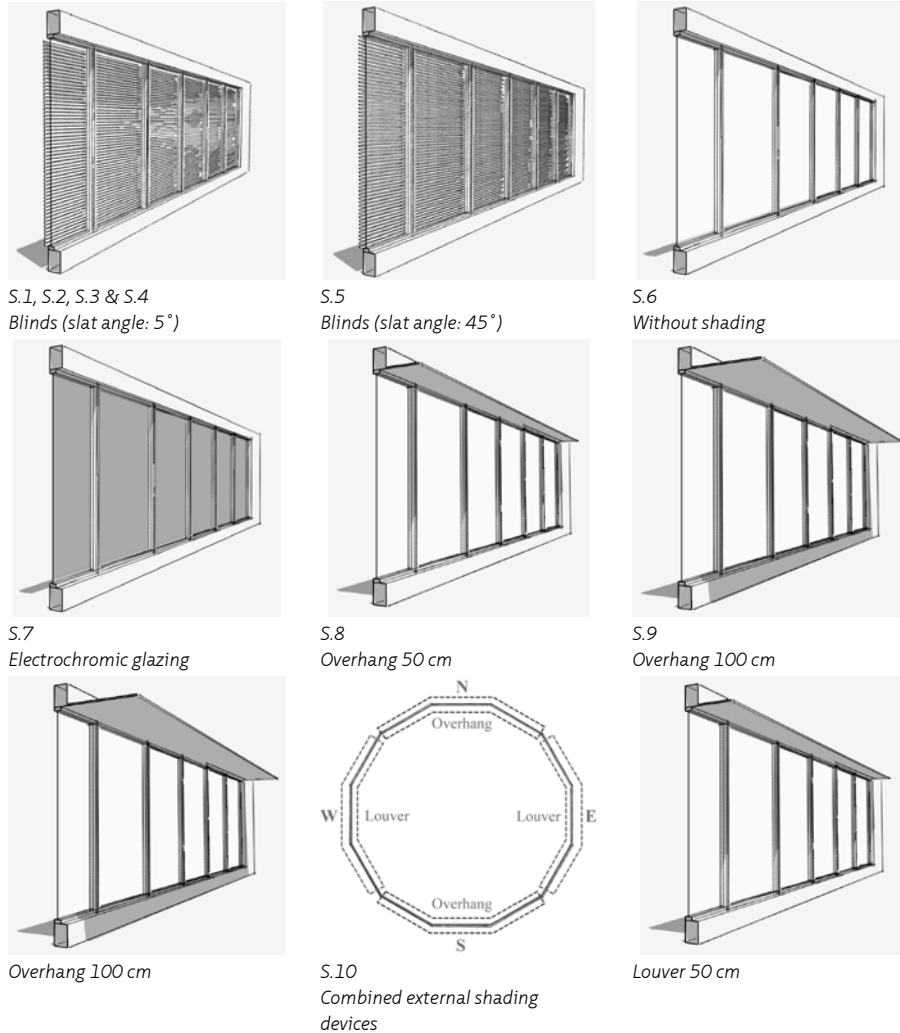 S.1, S.2, S.3 & S.4
Blinds (slat angle: 5˚)
S.5
Blinds (slat angle: 45˚)
S.6
Without shading
S.7
Electrochromic glazing
S.8
Overhang 50 cm
S.9
Overhang 100 cm
N
Overhang
W
Louver
Louver
E
Overhang
S
Overhang 100 cm
S.10
Combined external shading
devices
Louver 50 cm